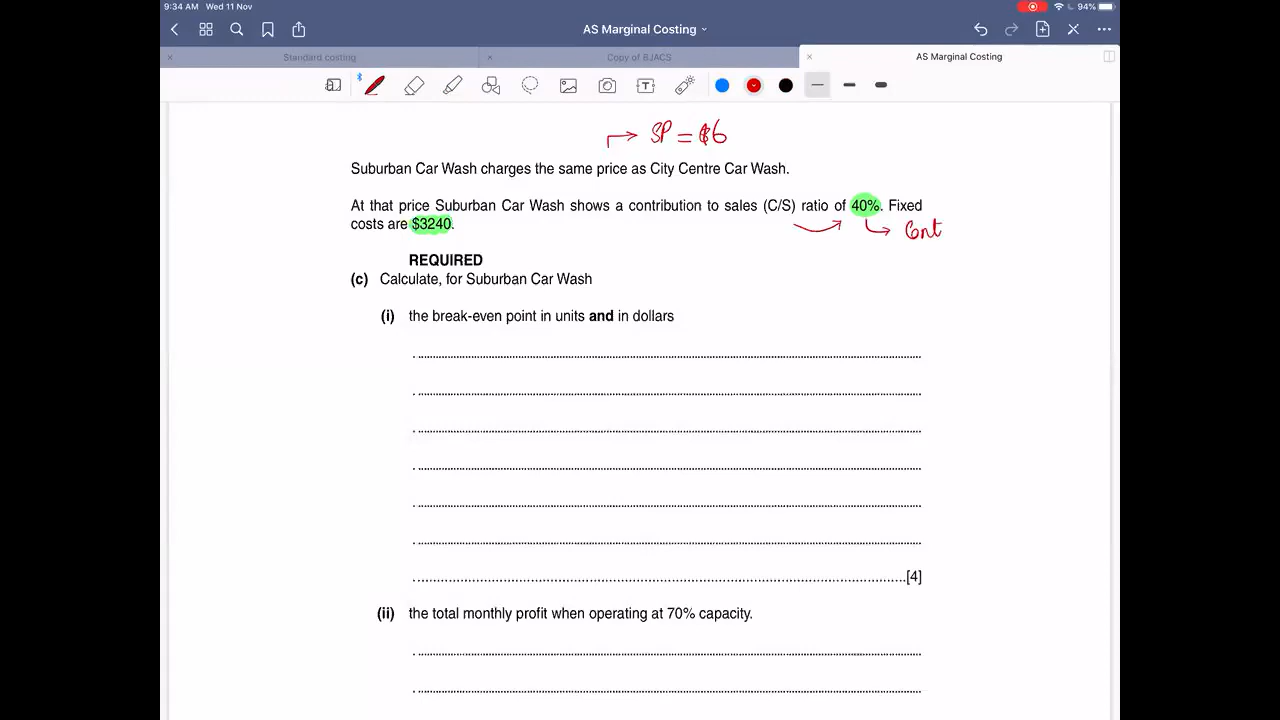 9:34 AM Wed 11 Nov
94%
AS Marginal Costing
Standard costing
Copy of BJACS
AS Marginal Costing
SP = $6
Suburban Car Wash charges the same price as City Centre Car Wash.
At that price Suburban Car Wash shows a contribution to sales (C/S) ratio of 40%. Fixed
costs are $3240.
Cont
REQUIRED
(c) Calculate, for Suburban Car Wash
(i) the break-even point in units and in dollars
[4]
(ii) the total monthly profit when operating at 70% capacity.